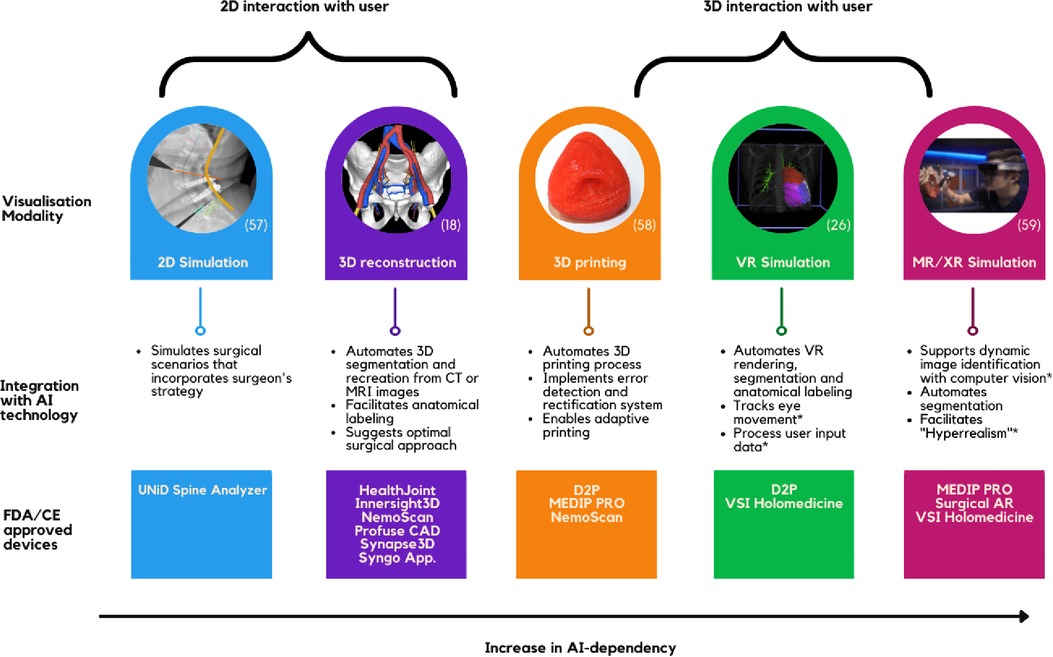 2D interaction with user
3D interaction with user
Visualisation
Modality
(57)
2D Simulation
(18)
3D reconstruction
(58)
3D printing
(26)
VR Simulation
(59)
MR/XR Simulation
Integration
with AI
technology
• Simulates surgical
scenarios that
incorporates surgeon's
strategy
• Automates 3D
segmentation and
recreation from CT or
MRI images
• Facilitates anatomical
labeling
• Suggests optimal
surgical approach
• Automates 3D
printing process
• Implements error
detection and
rectification system
• Enables adaptive
printing
• Automates VR
rendering,
segmentation and
anatomical labeling
• Tracks eye
movement*
• Process user input
data*
• Supports dynamic
image identification
with computer vision*
• Automates
segmentation
• Facilitates
"Hyperrealism"*
FDA/CE
approved
devices
UNiD Spine Analyzer
HealthJoint
Innersight3D
NemoScan
Profuse CAD
Synapse3D
Syngo App.
D2P
MEDIP PRO
NemoScan
D2P
VSI Holomedicine
MEDIP PRO
Surgical AR
VSI Holomedicine
Increase in AI-dependency